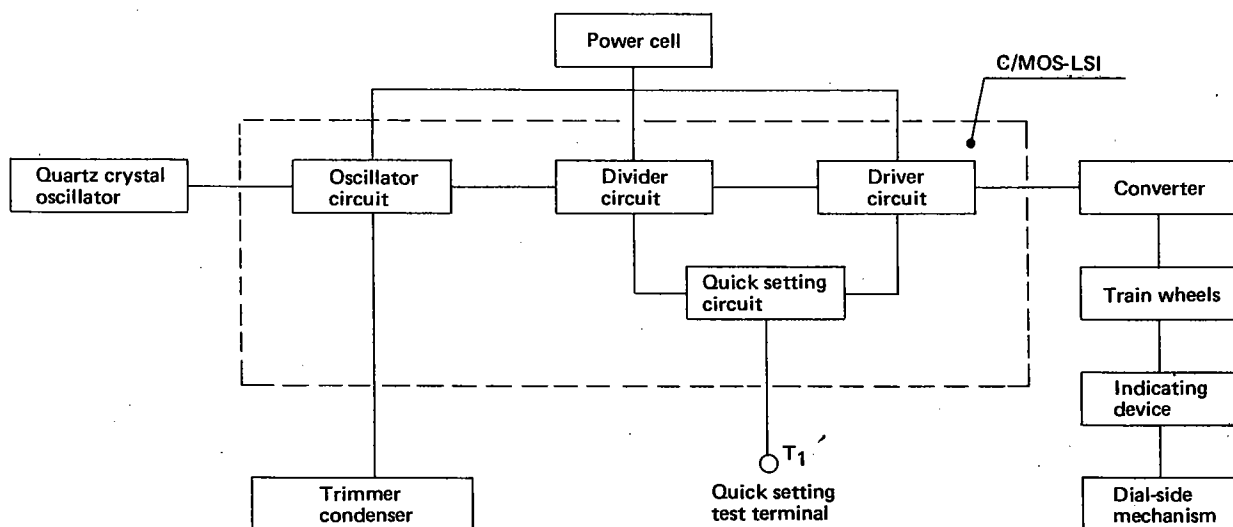 Power cell
C/MOS-LSI
Quartz crystal
oscillator
Oscillator
circuit
Divider
circuit
Driver
circuit
Converter
Quick setting
circuit
Train wheels
Indicating
device
T1
Quick setting
test terminal
Trimmer
condenser
Dial-side
mechanism